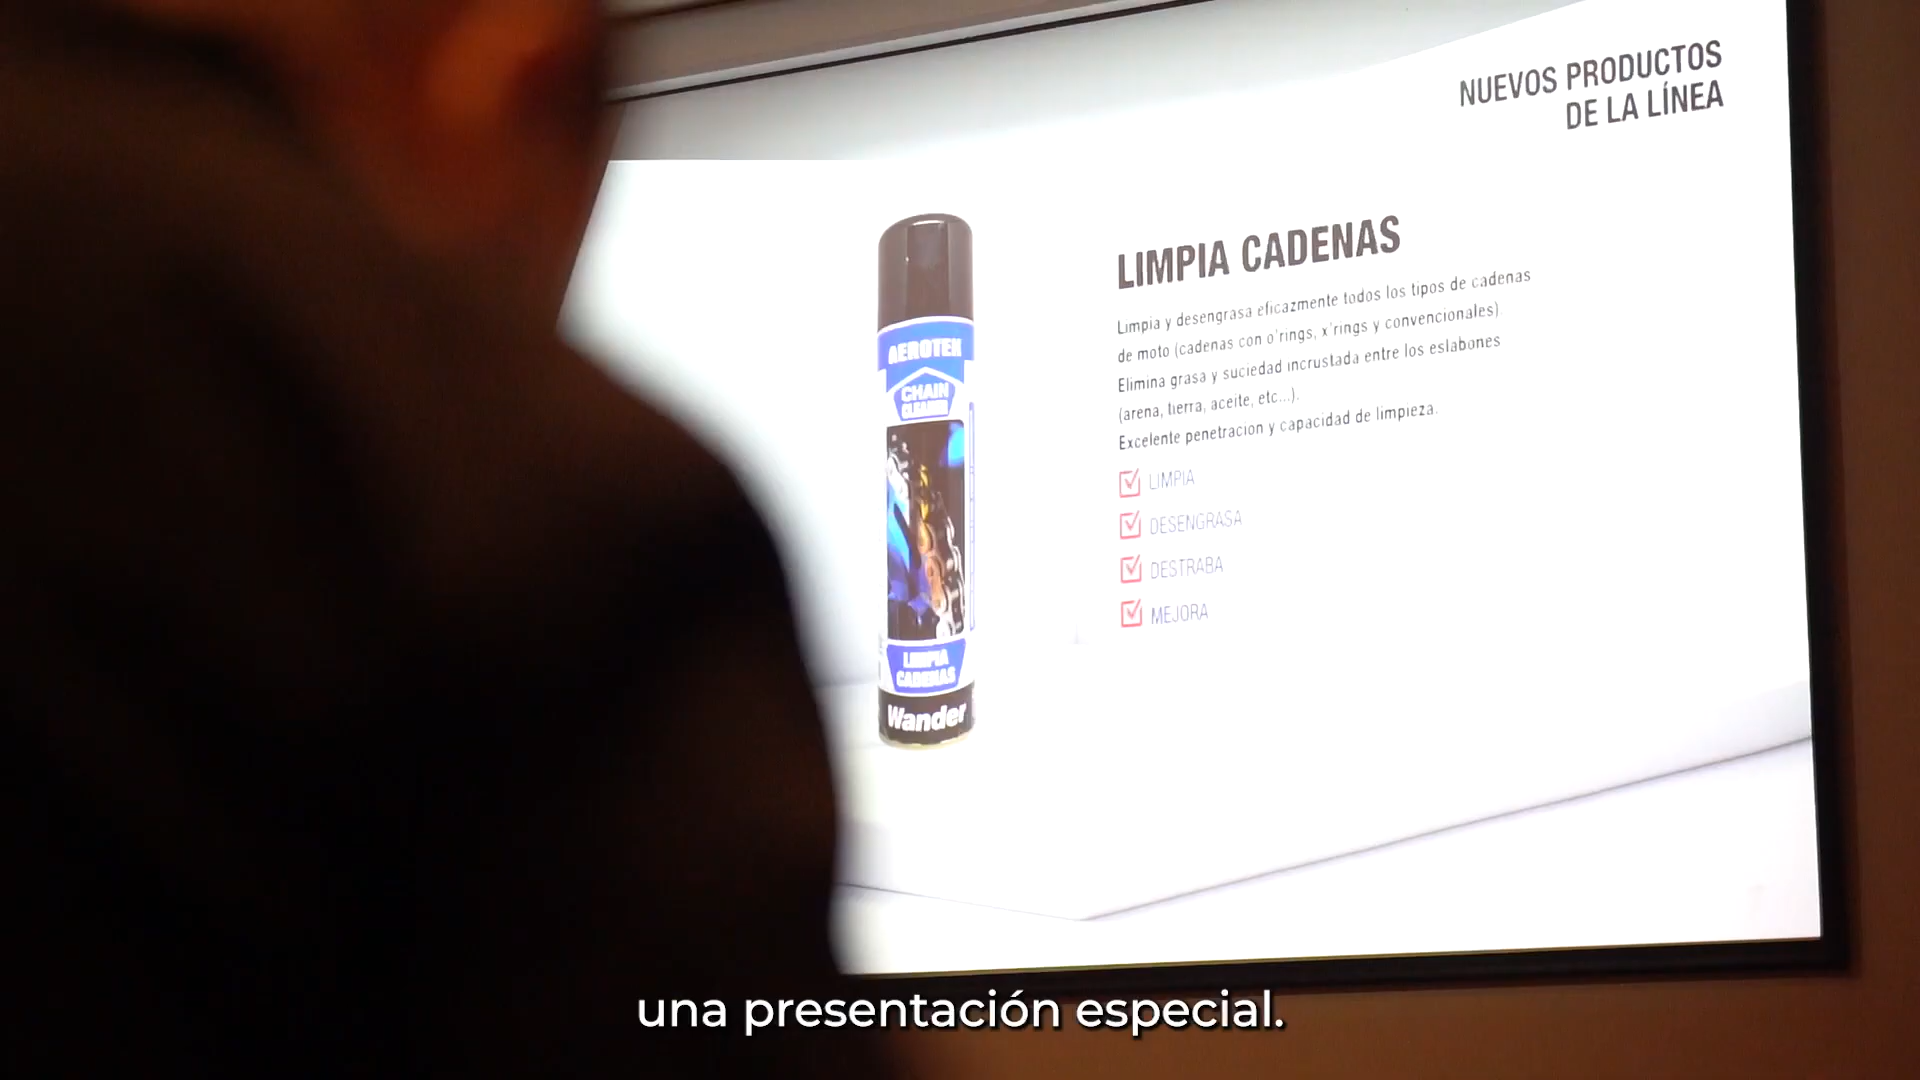 NUEVOS PRODUCTOS
DE LA LÍNEA
LIMPIA CADENAS
Limpia y desengrasa eficazmente todos los tipos de cadenas
de moto (cadenas con o'rings, x'rings y convencionales)
Elimina grasa y suciedad incrustada entre los eslabones
(arena, tierra, aceite, etc...).
Excelente penetracion y capacidad de limpieza.
LIMPIA
DESENGRASA
DESTRABA
MEJORA
AEROTEK
CHAIN
CLEANER
LIMPIA
CADENAS
Wander
una presentación especial.